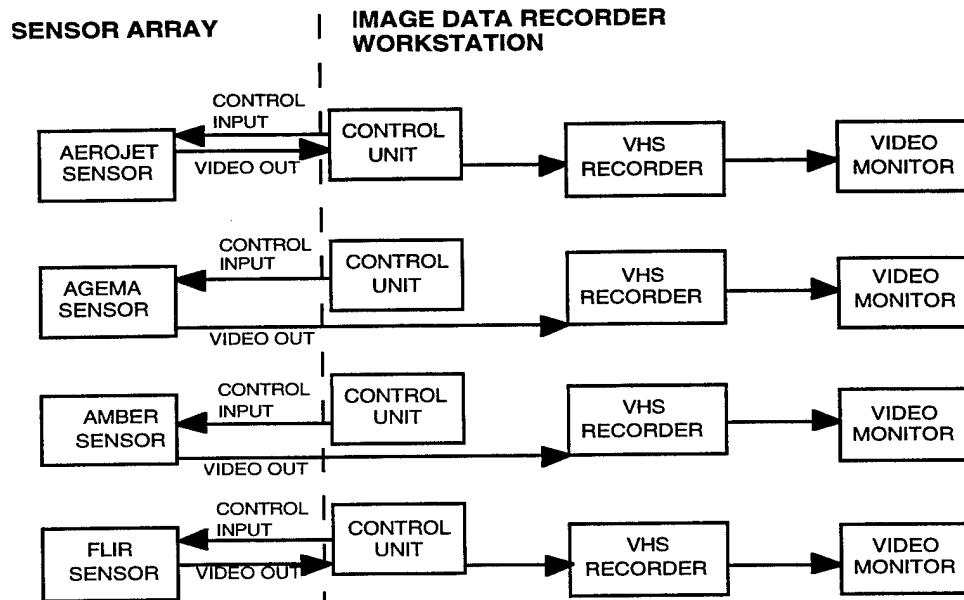 SENSOR ARRAY
IMAGE DATA RECORDER
WORKSTATION
CONTROL
INPUT
AEROJET
SENSOR
VIDEO OUT
CONTROL
UNIT
VHS
RECORDER
VIDEO
MONITOR
CONTROL
INPUT
AGEMA
SENSOR
VIDEO OUT
CONTROL
UNIT
VHS
RECORDER
VIDEO
MONITOR
CONTROL
INPUT
AMBER
SENSOR
VIDEO OUT
CONTROL
UNIT
VHS
RECORDER
VIDEO
MONITOR
CONTROL
INPUT
FLIR
SENSOR
VIDEO OUT
CONTROL
UNIT
VHS
RECORDER
VIDEO
MONITOR